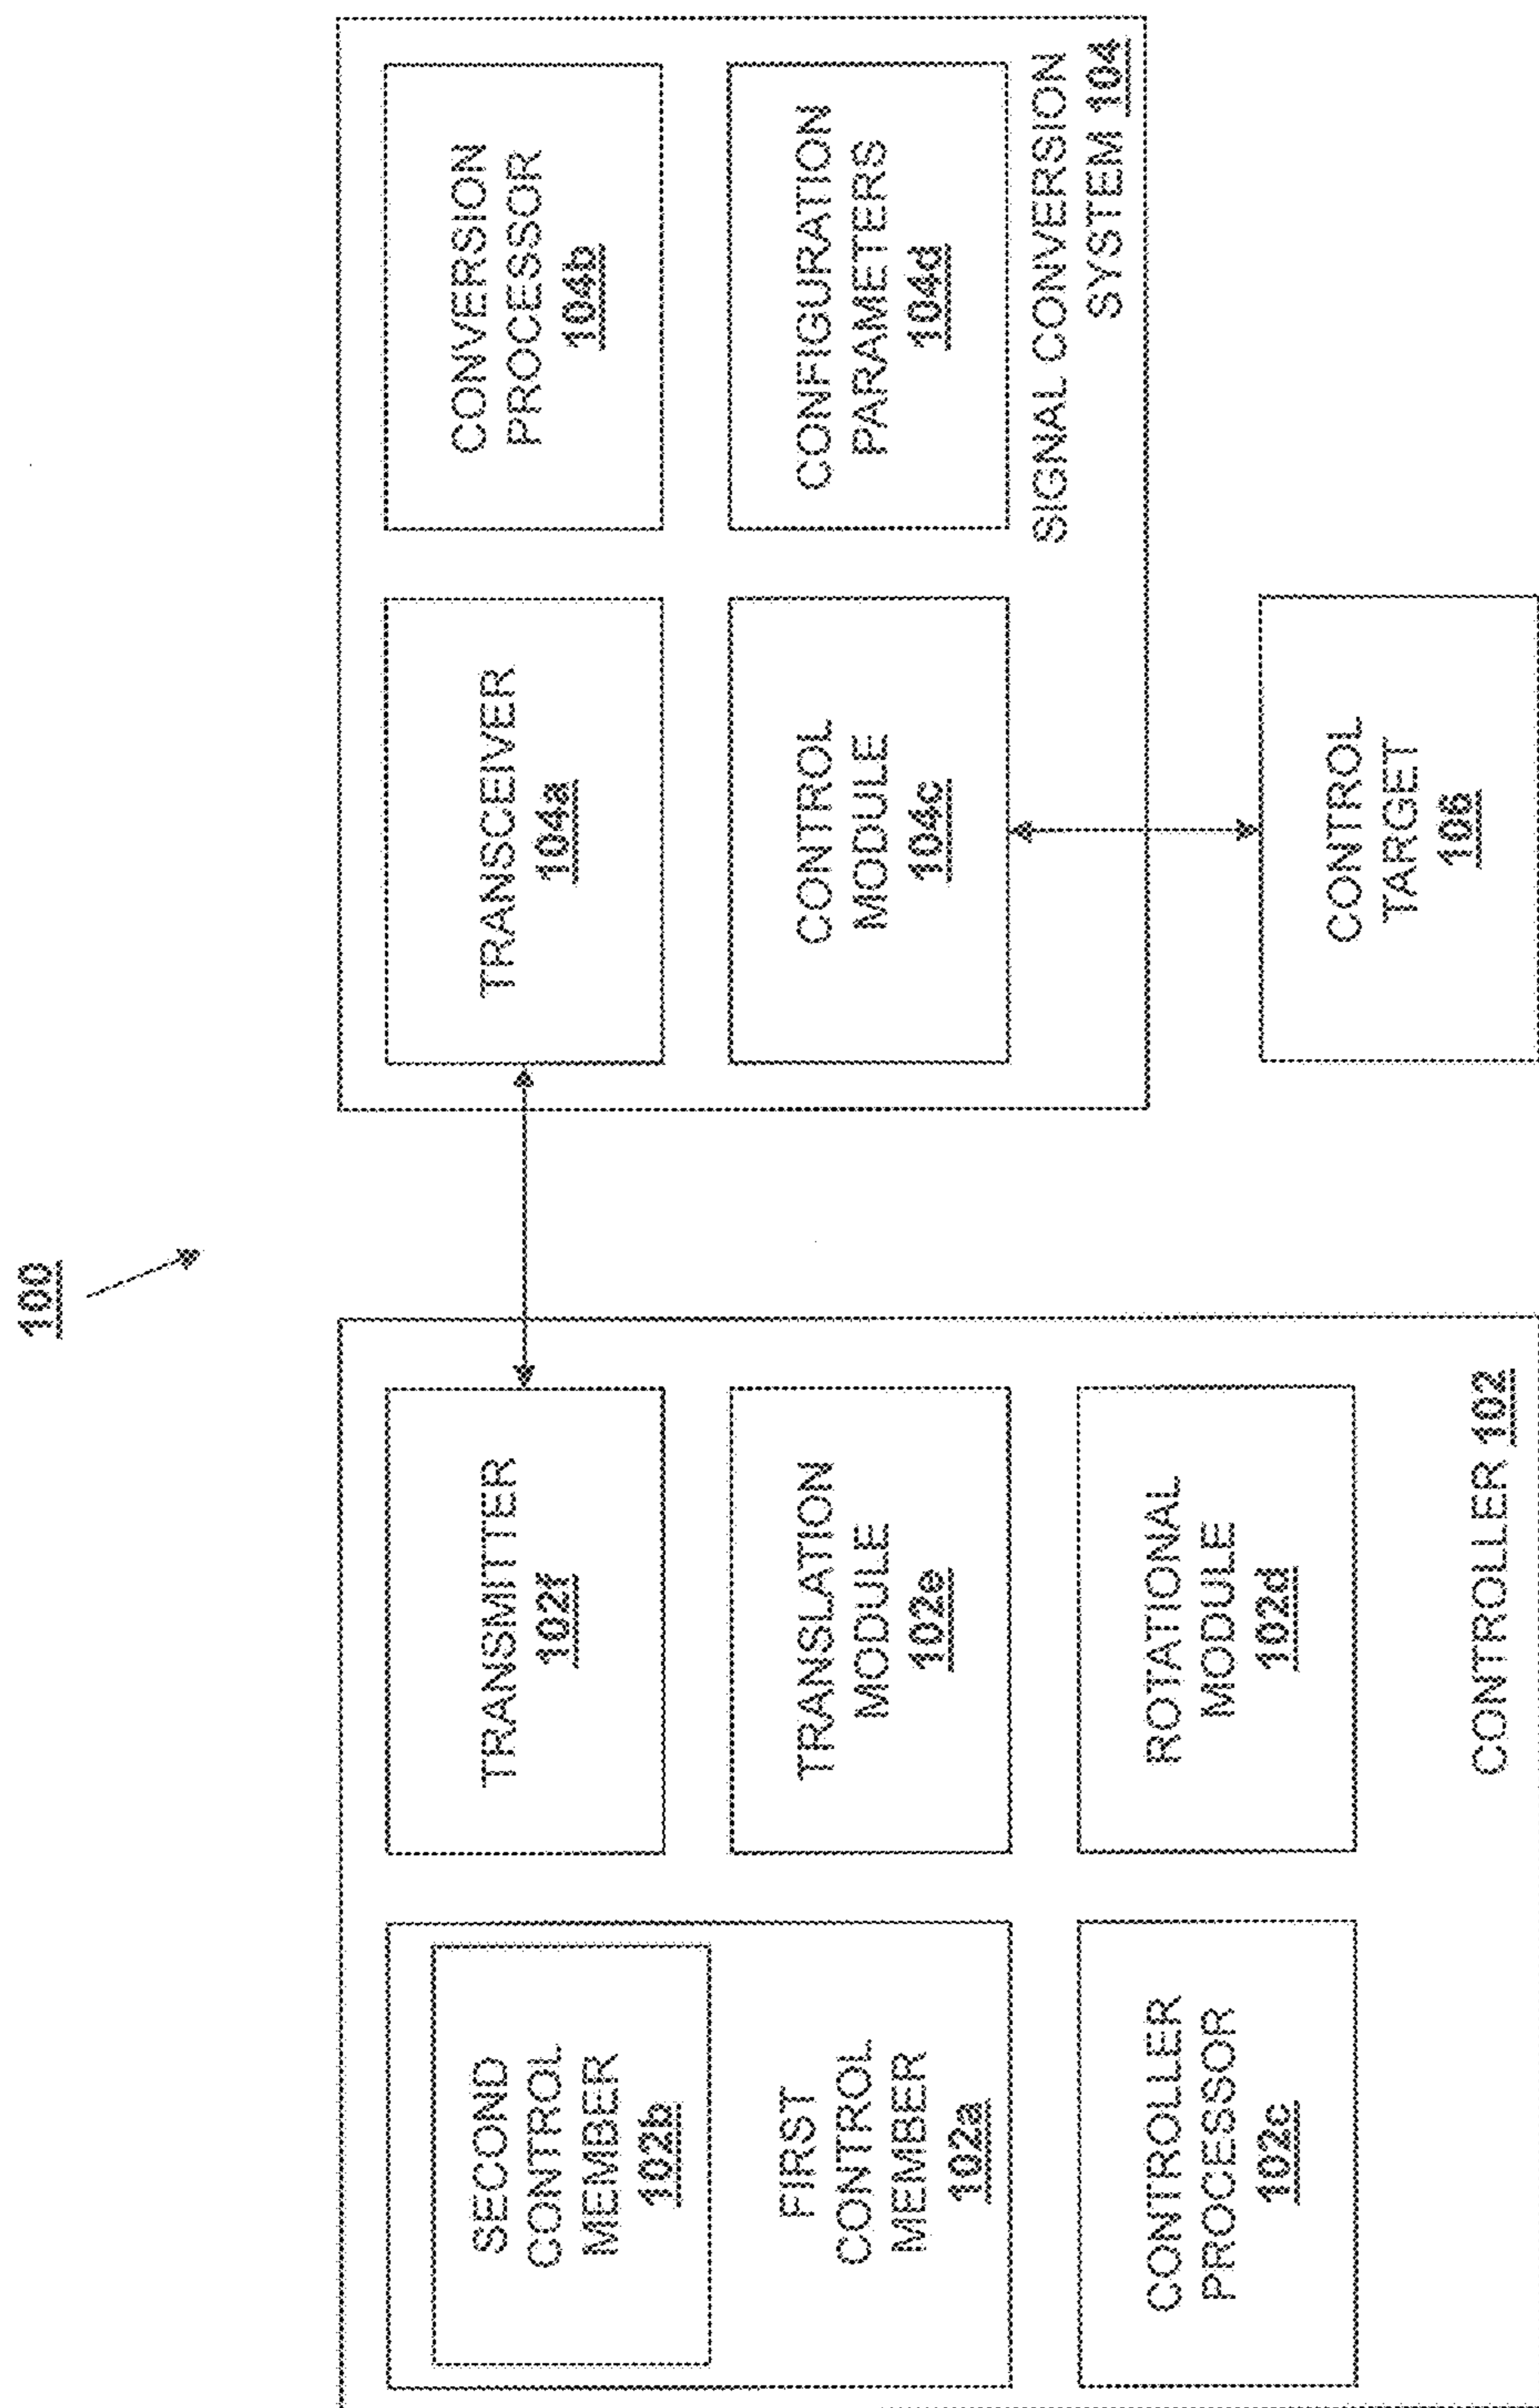 100
SECOND
CONTROL
MEMBER
102b
FIRST
CONTROL
MEMBER
102a
CONTROLLER
PROCESSOR
102c
TRANSMITTER
102f
TRANSLATION
MODULE
102e
ROTATIONAL
MODULE
102d
CONTROLLER 102
TRANSCEIVER
104a
CONVERSION
PROCESSOR
104b
CONTROL
MODULE
104c
CONFIGURATION
PARAMETERS
104d
SIGNAL CONVERSION
SYSTEM 104
CONTROL
TARGET
106